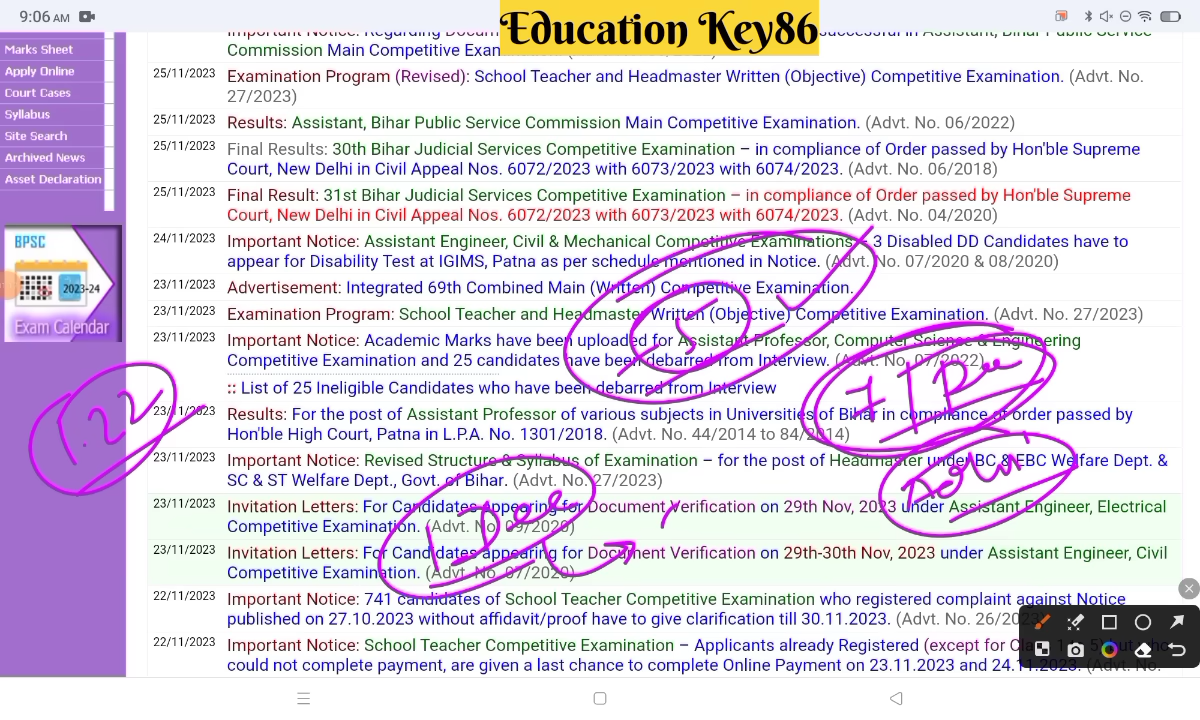 9:06 AM
Education Key86
Marks Sheet
Apply Online
Court Cases
Syllabus
Site Search
Archived News
Asset Declaration
BPSC
2023-24
Exam Calendar
Commission Main Competitive
25/11/2023 Examination Program (Revised): School Teacher and Headmaster Written (Objective) Competitive Examination. (Advt. No.
27/2023)
25/11/2023 Results: Assistant, Bihar Public Service Commission Main Competitive Examination. (Advt. No. 06/2022)
25/11/2023 Final Results: 30th Bihar Judicial Services Competitive Examination – in compliance of Order passed by Hon'ble Supreme
Court, New Delhi in Civil Appeal Nos. 6072/2023 with 6073/2023 with 6074/2023. (Advt. No. 06/2018)
25/11/2023 Final Result: 31st Bihar Judicial Services Competitive Examination – in compliance of Order passed by Hon'ble Supreme
Court, New Delhi in Civil Appeal Nos. 6072/2023 with 6073/2023 with 6074/2023. (Advt. No. 04/2020)
24/11/2023 Important Notice: Assistant Engineer, Civil & Mechanical Competitive Examinations – 3 Disabled DD Candidates have to
appear for Disability Test at IGIMS, Patna as per schedule mentioned in Notice. (Advt. No. 07/2020 & 08/2020)
23/11/2023 Advertisement: Integrated 69th Combined Main (Written) Competitive Examination.
23/11/2023 Examination Program: School Teacher and Headmaster Written (Objective) Competitive Examination. (Advt. No. 27/2023)
23/11/2023 Important Notice: Academic Marks have been uploaded for Assistant Professor, Computer Science & Engineering
Competitive Examination and 25 candidates have been debarred from Interview. (Advt. No. 07/2022)
:: List of 25 Ineligible Candidates who have been debarred from Interview
23/11/2023 Results: For the post of Assistant Professor of various subjects in Universities of Bihar in compliance of order passed by
Hon'ble High Court, Patna in L.P.A. No. 1301/2018. (Advt. No. 44/2014 to 84/2014)
23/11/2023 Important Notice: Revised Structure & Syllabus of Examination – for the post of Headmaster under BC & EBC Welfare Dept. &
SC & ST Welfare Dept., Govt. of Bihar. (Advt. No. 27/2023)
23/11/2023 Invitation Letters: For Candidates appearing for Document Verification on 29th Nov, 2023 under Assistant Engineer, Electrical
Competitive Examination. (Advt. No. 09/2020)
23/11/2023 Invitation Letters: For Candidates appearing for Document Verification on 29th-30th Nov, 2023 under Assistant Engineer, Civil
Competitive Examination. (Advt. No. 07/2020)
22/11/2023 Important Notice: 741 candidates of School Teacher Competitive Examination who registered complaint against Notice
published on 27.10.2023 without affidavit/proof have to give clarification till 30.11.2023. (Advt. No. 26/2023
22/11/2023 Important Notice: School Teacher Competitive Examination – Applicants already Registered (except for
could not complete payment, are given a last chance to complete Online Payment on 23.11.2023 and 24.11.2023. (Advt. No.
1.22
5
1 Dec